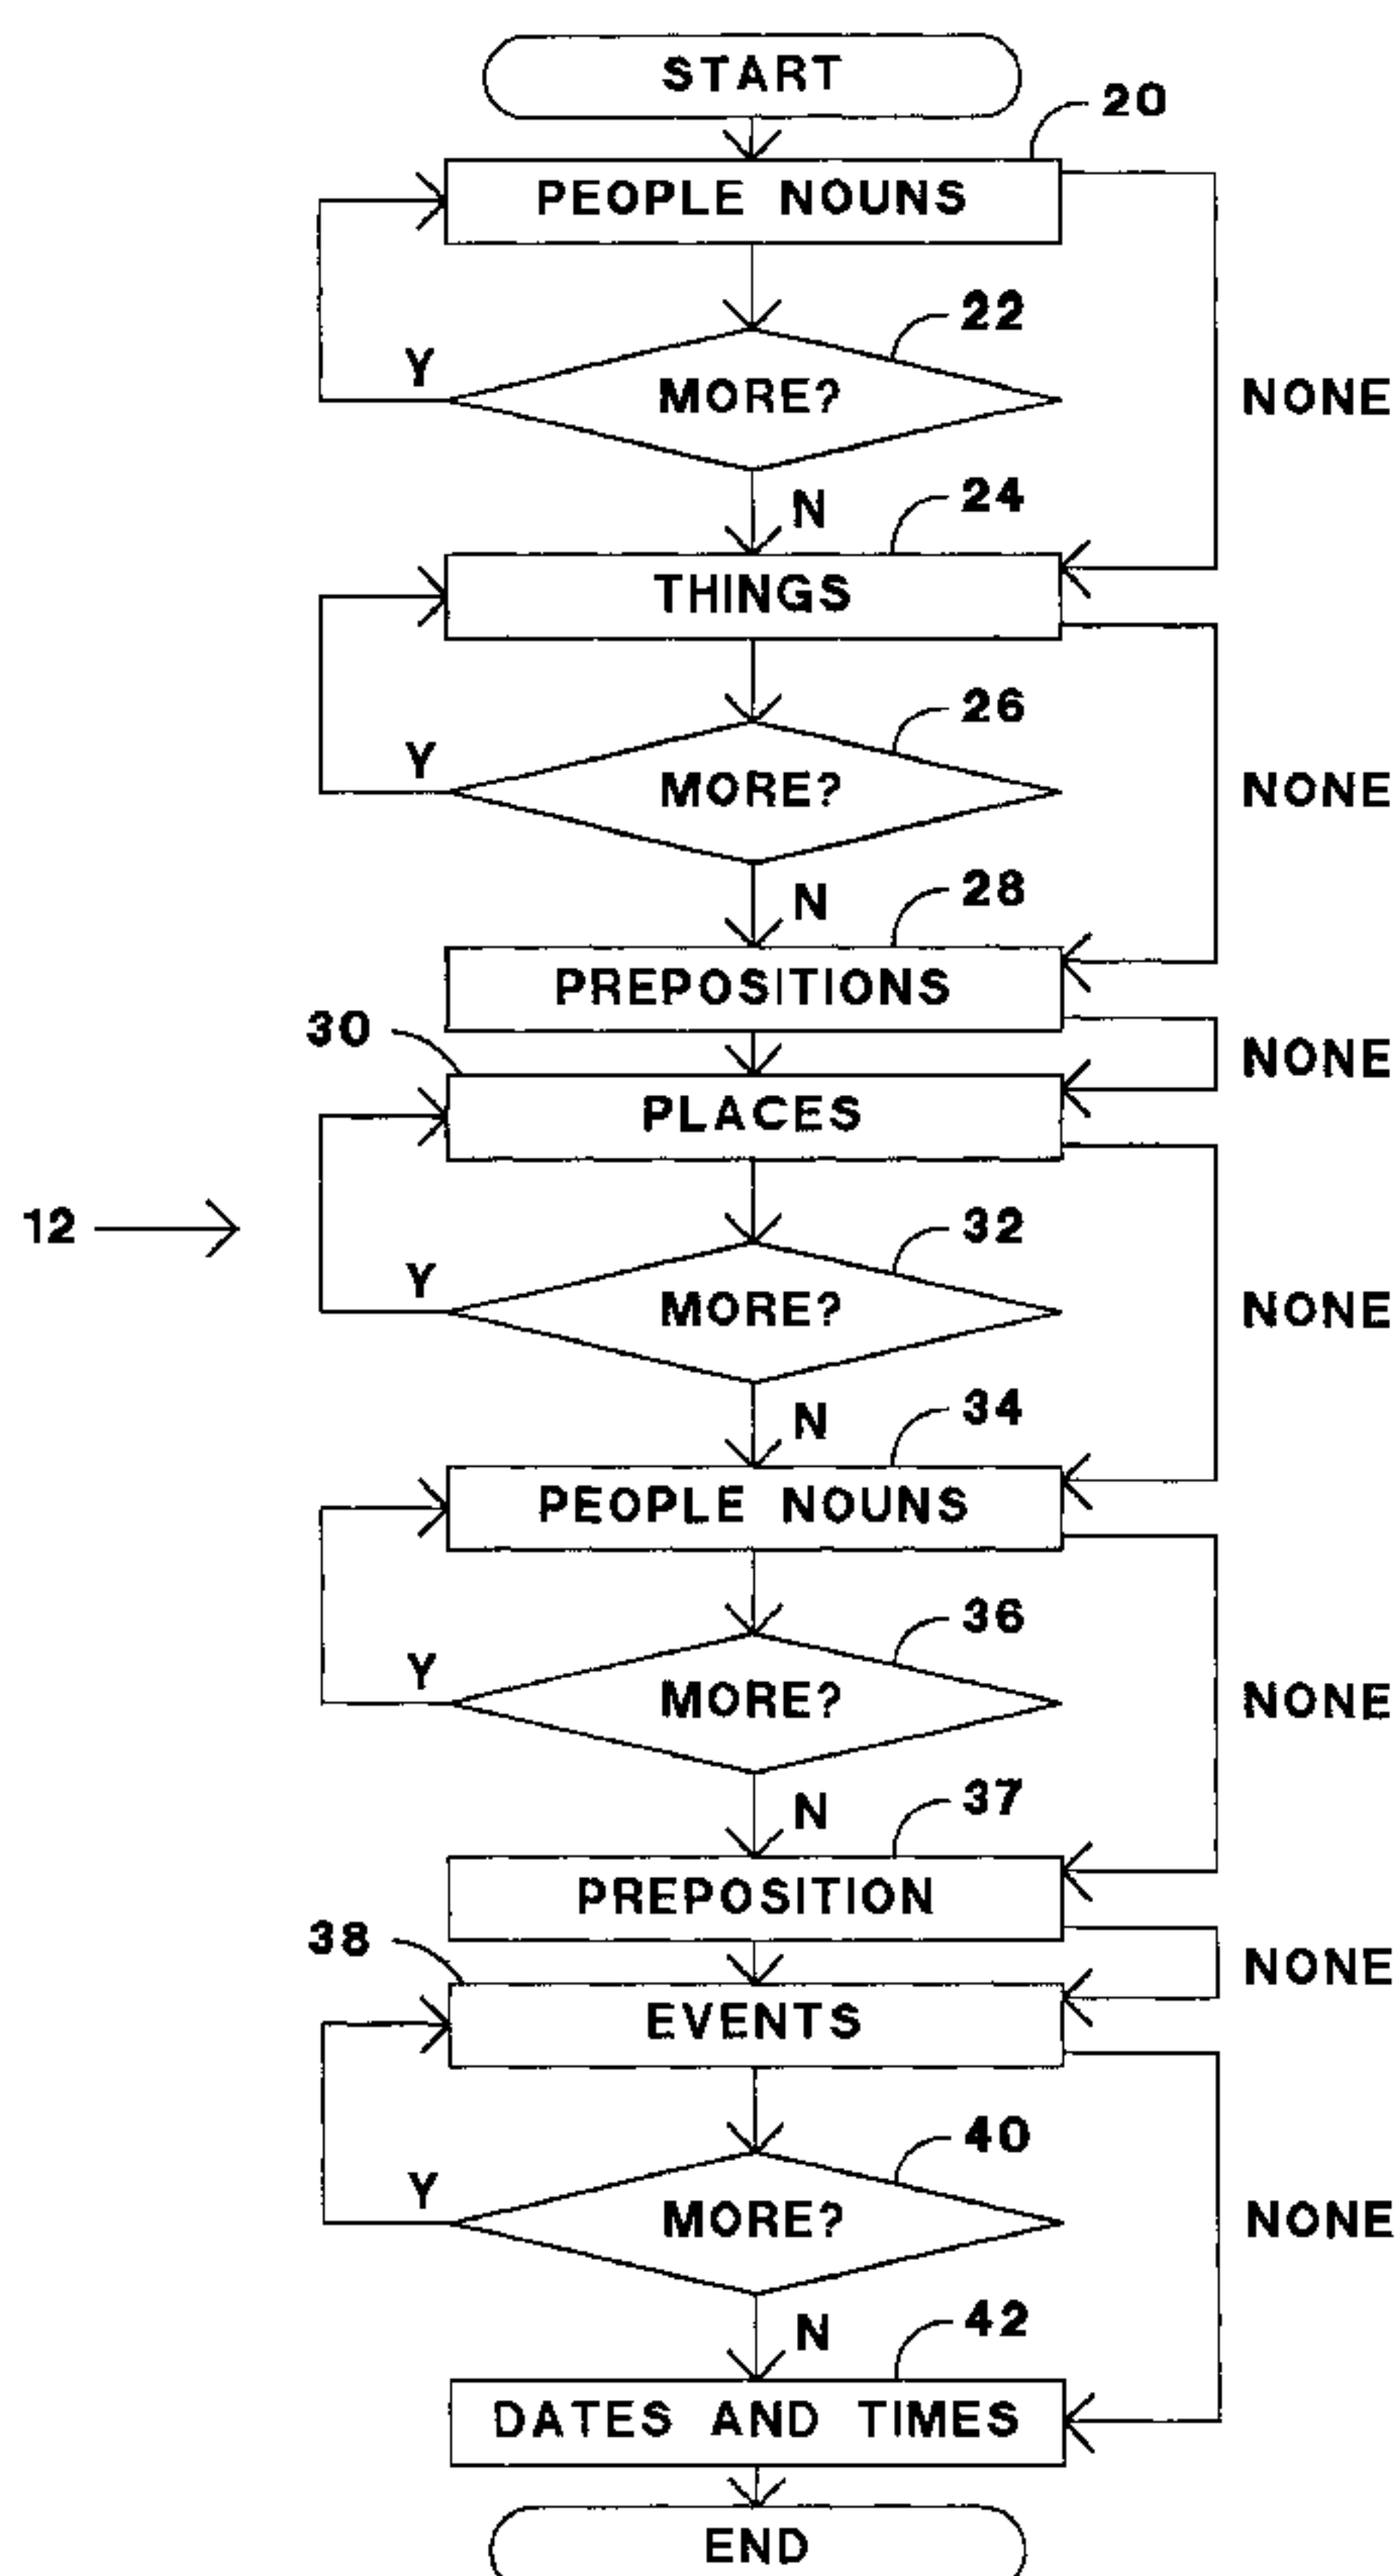 START
20
PEOPLE NOUNS
22
Y
MORE?
NONE
N
24
THINGS
26
Y
MORE?
NONE
N
28
PREPOSITIONS
30
NONE
PLACES
12
32
Y
MORE?
NONE
N
34
PEOPLE NOUNS
36
Y
MORE?
NONE
N
37
PREPOSITION
38
NONE
EVENTS
40
Y
MORE?
NONE
N
42
DATES AND TIMES
END